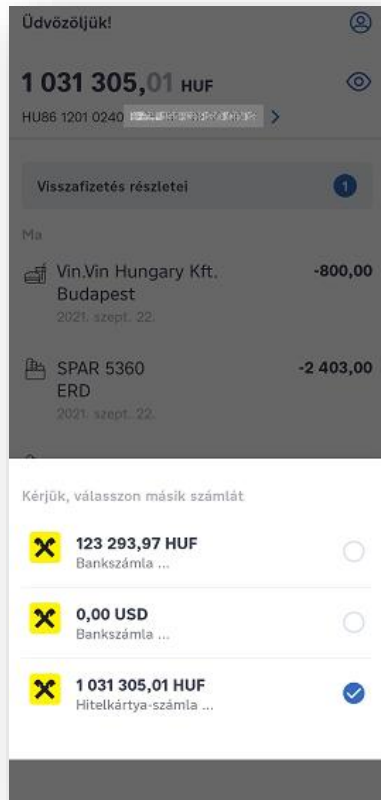 Üdvözöljük!
1 031 305,01 HUF
HU86 1201 0240
Visszafizetés részletei 1
Ma
Vin.Vin Hungary Kft. -800,00
Budapest
2021. szept. 22.
SPAR 5360 -2 403,00
ERD
2021. szept. 22.
Kérjük, válasszon másik számlát
123 293,97 HUF
Bankszámla ...
0,00 USD
Bankszámla ...
1 031 305,01 HUF
Hitelkártya-számla ...